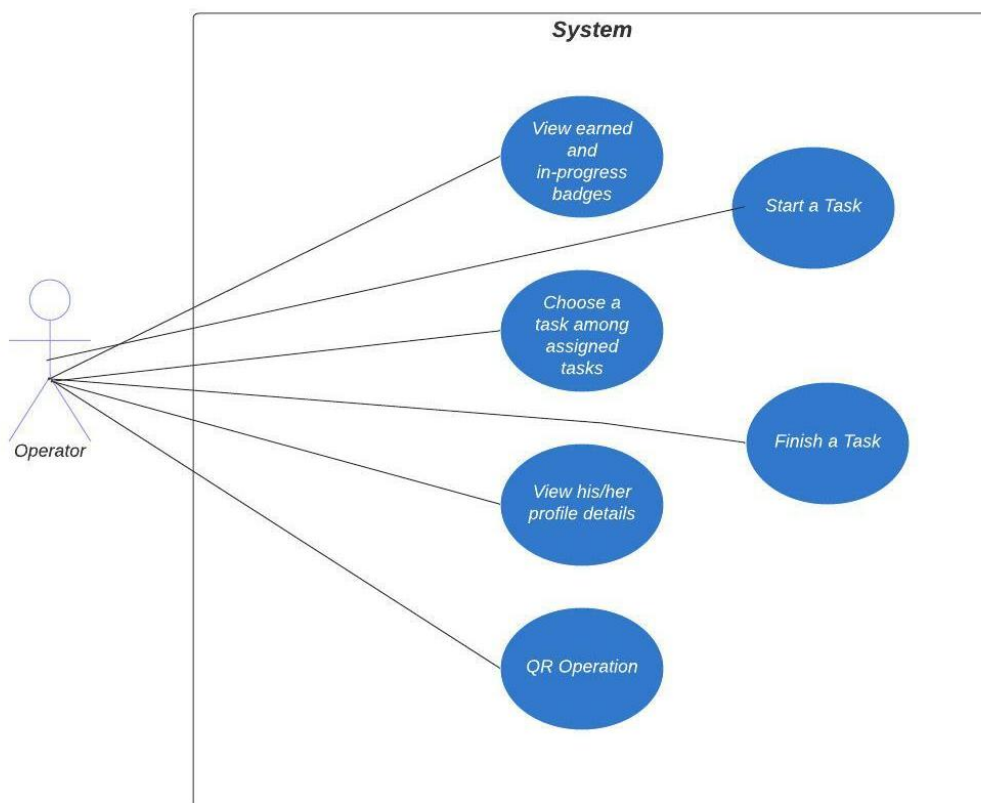 System
View earned
and
in-progress
badges
Start a Task
Choose a
task among
assigned
tasks
Operator
Finish a Task
View his/her
profile details
QR Operation